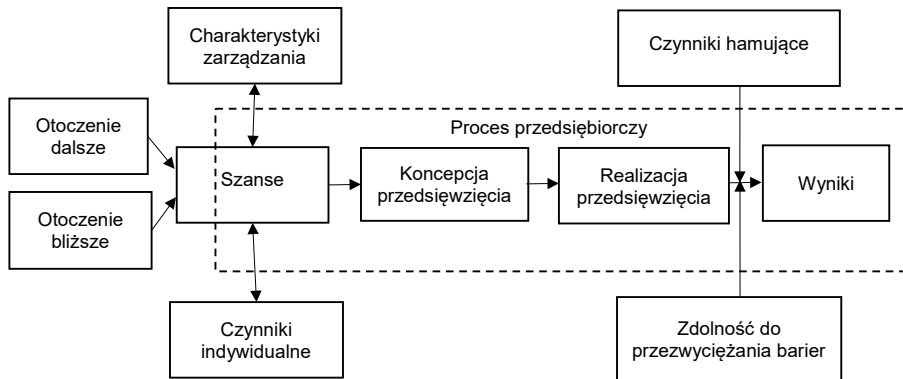 Charakterystyki
zarządzania
Czynniki hamujące
Otoczenie
dalsze
Proces przedsiębiorczy
Szanse
Koncepcja
przedsięwzięcia
Realizacja
przedsięwzięcia
Wyniki
Otoczenie
bliższe
Czynniki
indywidualne
Zdolność do
przezwyciężania barier